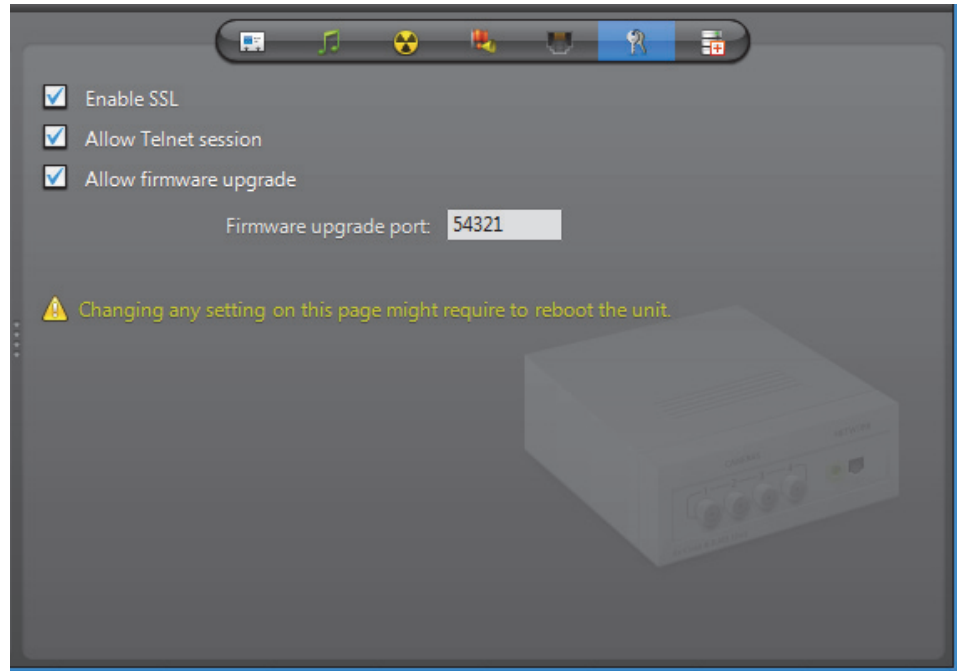 Enable SSL
Allow Telnet session
Allow firmware upgrade
Firmware upgrade port: 54321
Changing any setting on this page might require to reboot the unit.